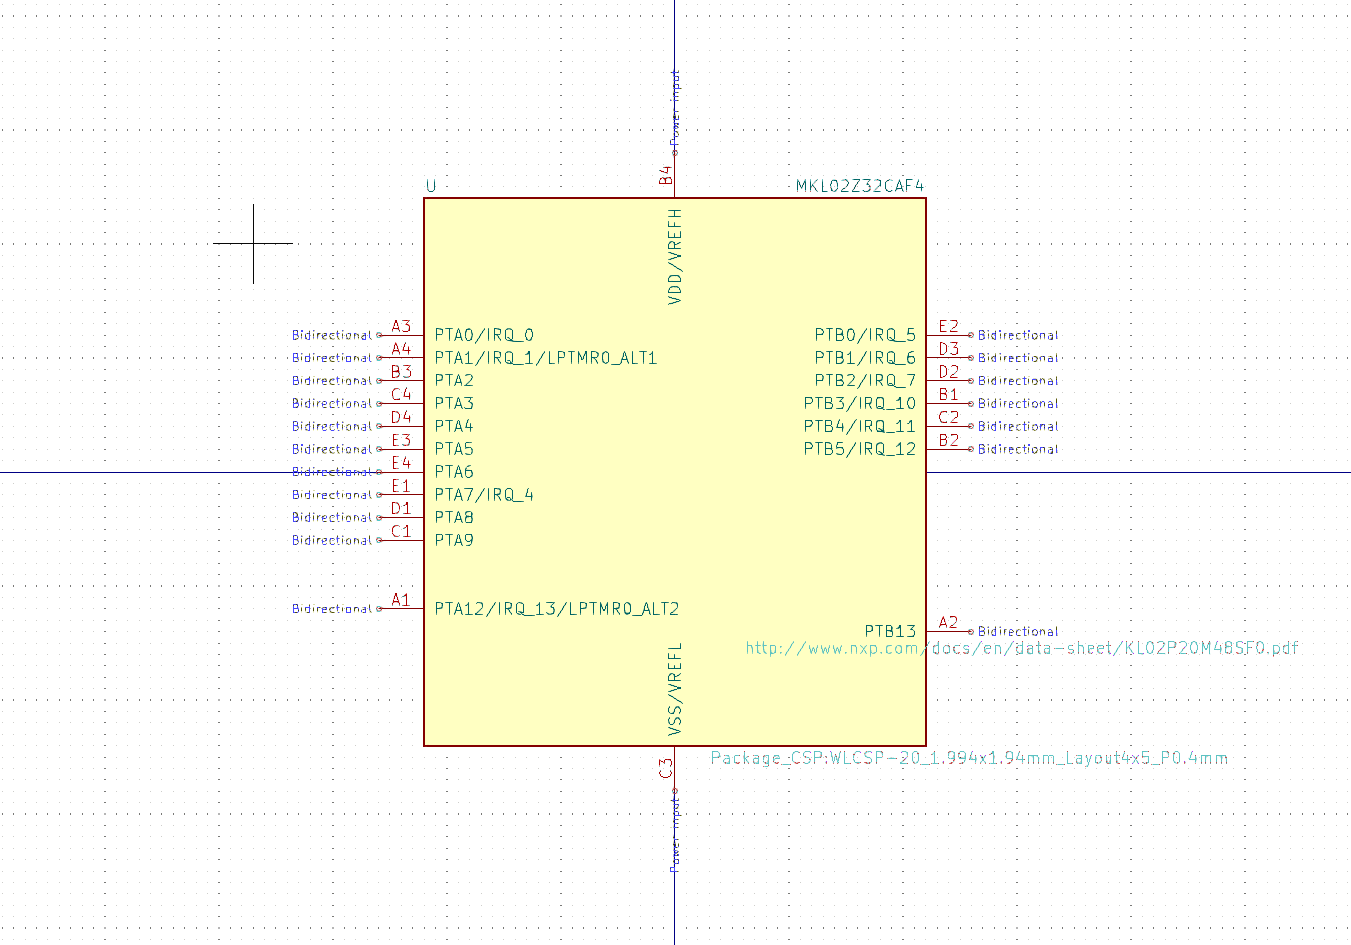 Power input
B4
U
MKL02Z32CAF4
VDD/VREFH
Bidirectional A3 PTA0/IRQ_0
PTB0/IRQ_5 E2 Bidirectional
Bidirectional A4 PTA1/IRQ_1/LPTMR0_ALT1
PTB1/IRQ_6 D3 Bidirectional
Bidirectional B3 PTA2
PTB2/IRQ_7 D2 Bidirectional
Bidirectional C4 PTA3
PTB3/IRQ_10 B1 Bidirectional
Bidirectional D4 PTA4
PTB4/IRQ_11 C2 Bidirectional
Bidirectional E3 PTA5
PTB5/IRQ_12 B2 Bidirectional
Bidirectional E4 PTA6
Bidirectional E1 PTA7/IRQ_4
Bidirectional D1 PTA8
Bidirectional C1 PTA9
Bidirectional A1 PTA12/IRQ_13/LPTMR0_ALT2
PTB13 A2 Bidirectional
http://www.nxp.com/docs/en/data-sheet/KL02P20M48SF0.pdf
VSS/VREFL
Package_CSP:WLCSP-20_1.994x1.94mm_Layout4x5_P0.4mm
C3
Power input